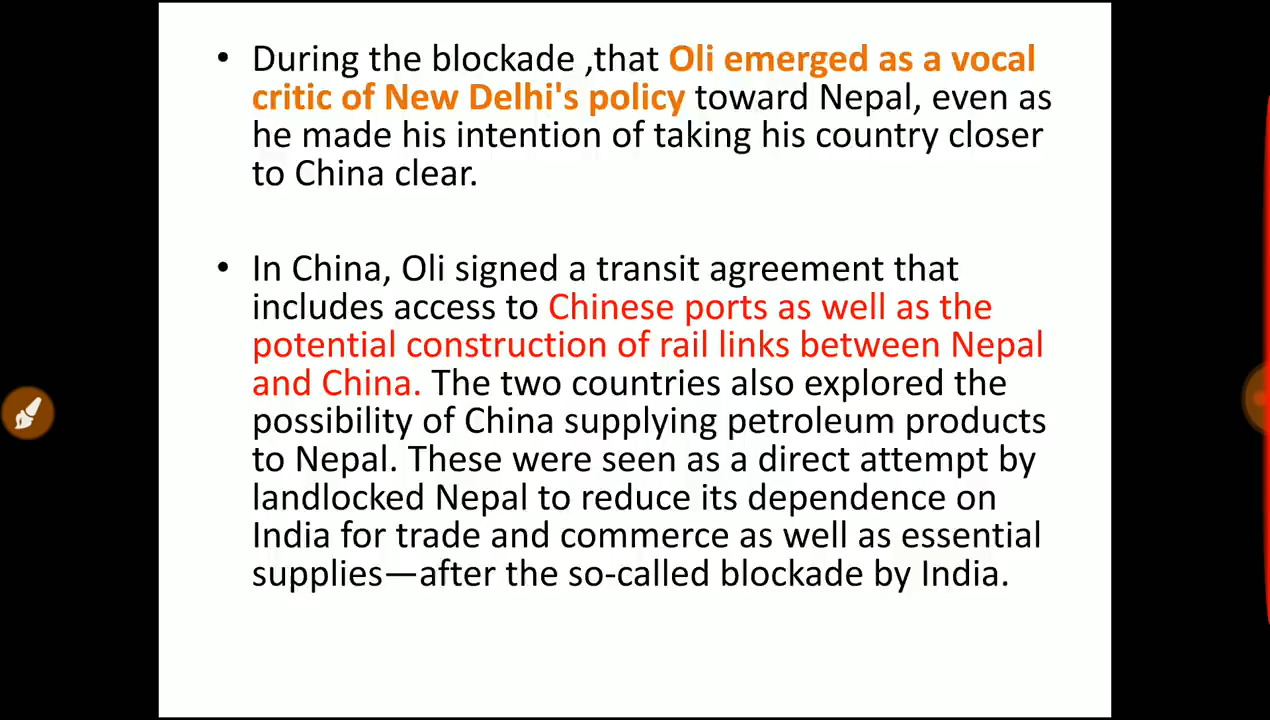 • During the blockade ,that Oli emerged as a vocal
critic of New Delhi's policy toward Nepal, even as
he made his intention of taking his country closer
to China clear.
• In China, Oli signed a transit agreement that
includes access to Chinese ports as well as the
potential construction of rail links between Nepal
and China. The two countries also explored the
possibility of China supplying petroleum products
to Nepal. These were seen as a direct attempt by
landlocked Nepal to reduce its dependence on
India for trade and commerce as well as essential
supplies—after the so-called blockade by India.